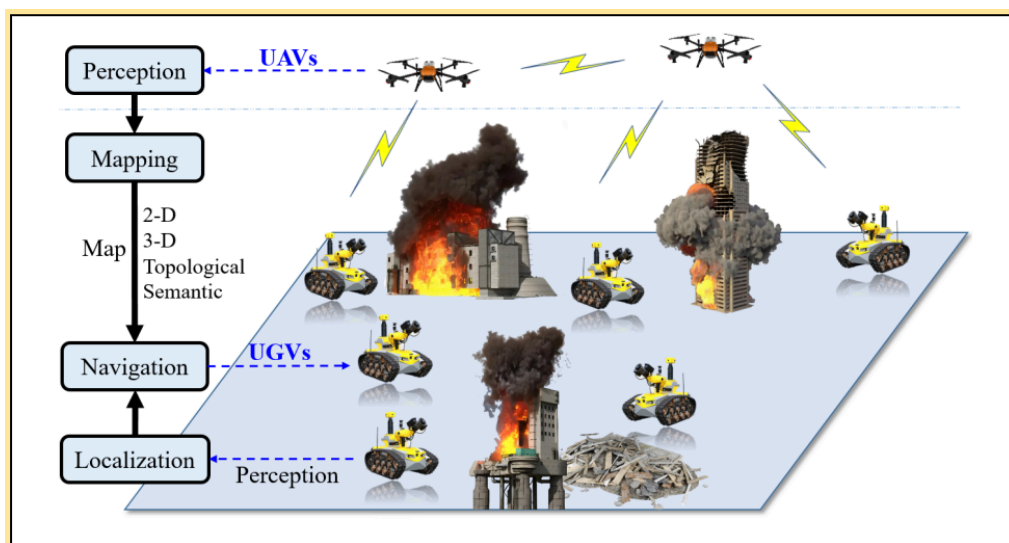 Perception
UAVs
Mapping
Map
2-D
3-D
Topological
Semantic
Navigation
UGVs
Localization
Perception